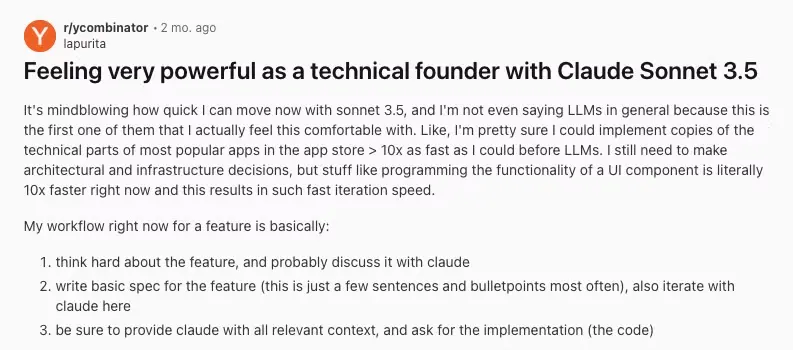 r/ycombinator • 2 mo. ago
lapurita
Feeling very powerful as a technical founder with Claude Sonnet 3.5
It's mindblowing how quick I can move now with sonnet 3.5, and I'm not even saying LLMs in general because this is
the first one of them that I actually feel this comfortable with. Like, I'm pretty sure I could implement copies of the
technical parts of most popular apps in the app store > 10x as fast as I could before LLMs. I still need to make
architectural and infrastructure decisions, but stuff like programming the functionality of a UI component is literally
10x faster right now and this results in such fast iteration speed.
My workflow right now for a feature is basically:
1. think hard about the feature, and probably discuss it with claude
2. write basic spec for the feature (this is just a few sentences and bulletpoints most often), also iterate with
claude here
3. be sure to provide claude with all relevant context, and ask for the implementation (the code)